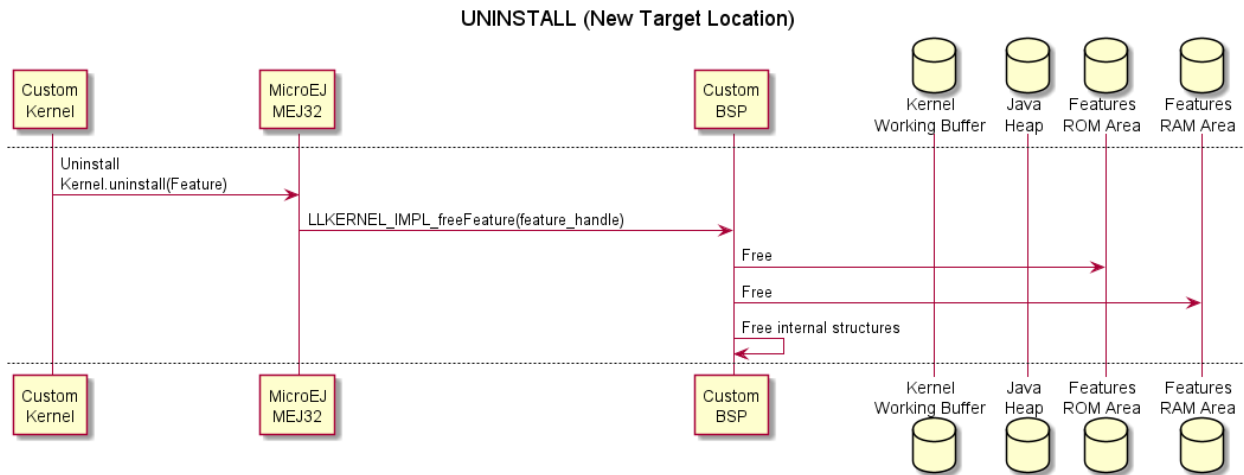 UNINSTALL (New Target Location)
Custom
Kernel
MicroEJ
MEJ32
Custom
BSP
Kernel
Working Buffer
Java
Heap
Features
ROM Area
Features
RAM Area
Uninstall
Kernel.uninstall(Feature)
LLKERNEL_IMPL_freeFeature(feature_handle)
Free
Free
Free internal structures
Custom
Kernel
MicroEJ
MEJ32
Custom
BSP
Kernel
Working Buffer
Java
Heap
Features
ROM Area
Features
RAM Area